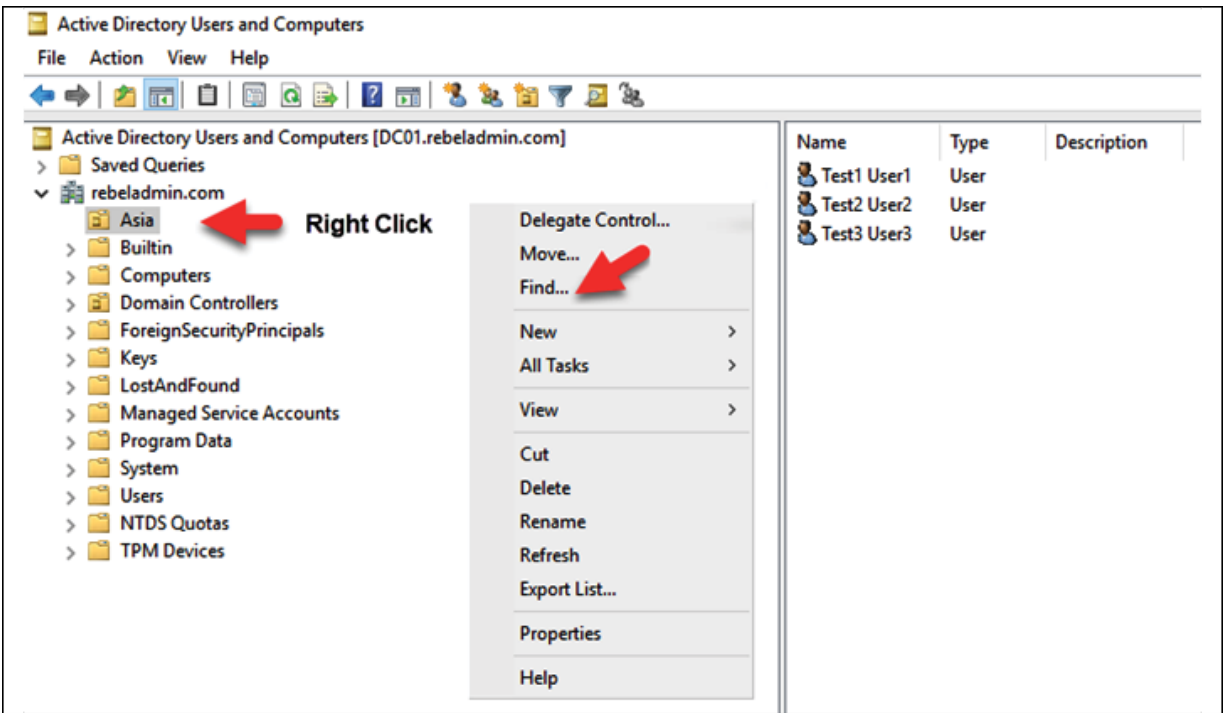 Active Directory Users and Computers
File Action View Help
Active Directory Users and Computers [DC01.rebeladmin.com]
Saved Queries
rebeladmin.com
Asia
Builtin
Computers
Domain Controllers
ForeignSecurityPrincipals
Keys
LostAndFound
Managed Service Accounts
Program Data
System
Users
NTDS Quotas
TPM Devices
Right Click
Delegate Control...
Move...
Find...
New
All Tasks
View
Cut
Delete
Rename
Refresh
Export List...
Properties
Help
Name Type Description
Test1 User1 User
Test2 User2 User
Test3 User3 User